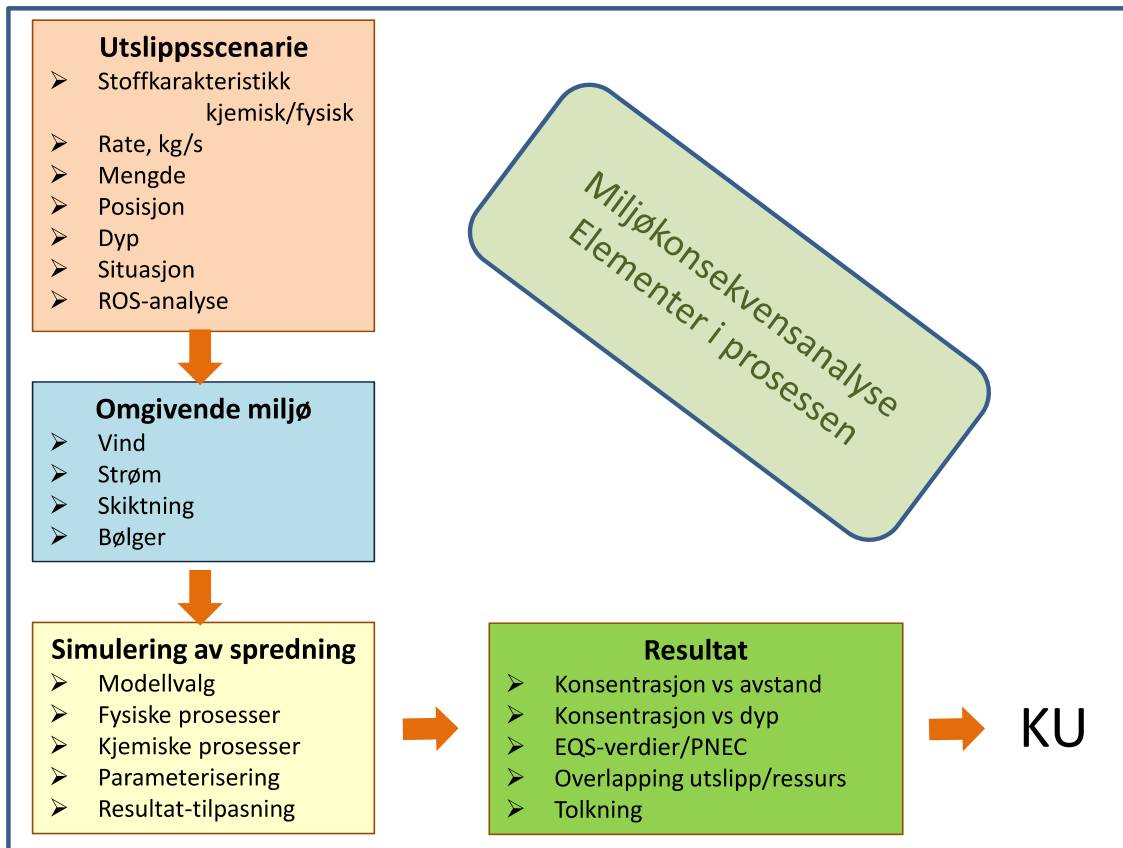 Utslippsscenarie
➢ Stoffkarakteristikk
kjemisk/fysisk
➢ Rate, kg/s
➢ Mengde
➢ Posisjon
➢ Dyp
➢ Situasjon
➢ ROS-analyse
Miljøkonsekvensanalyse
Elementer i prosessen
Omgivende miljø
➢ Vind
➢ Strøm
➢ Skiktning
➢ Bølger
Simulering av spredning
➢ Modellvalg
➢ Fysiske prosesser
➢ Kjemiske prosesser
➢ Parameterisering
➢ Resultat-tilpasning
Resultat
➢ Konsentrasjon vs avstand
➢ Konsentrasjon vs dyp
➢ EQS-verdier/PNEC
➢ Overlapping utslipp/ressurs
➢ Tolkning
KU